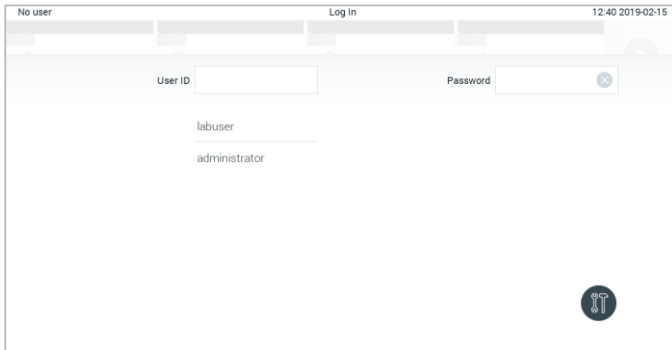 No user Log In 12:40 2019-02-15
User ID Password
labuser
administrator